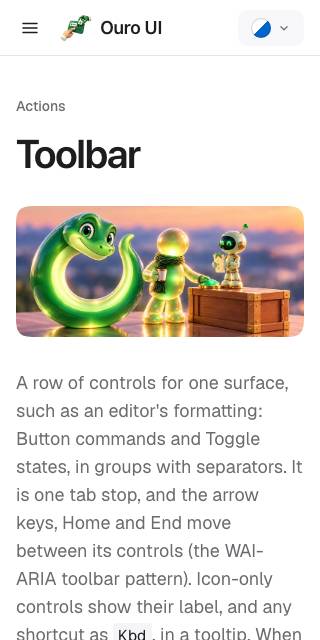 Ouro UI
Actions
Toolbar
A row of controls for one surface,
such as an editor's formatting:
Button commands and Toggle
states, in groups with separators. It
is one tab stop, and the arrow
keys, Home and End move
between its controls (the WAI-
ARIA toolbar pattern). Icon-only
controls show their label, and any
shortcut as Kbd, in a tooltip. When